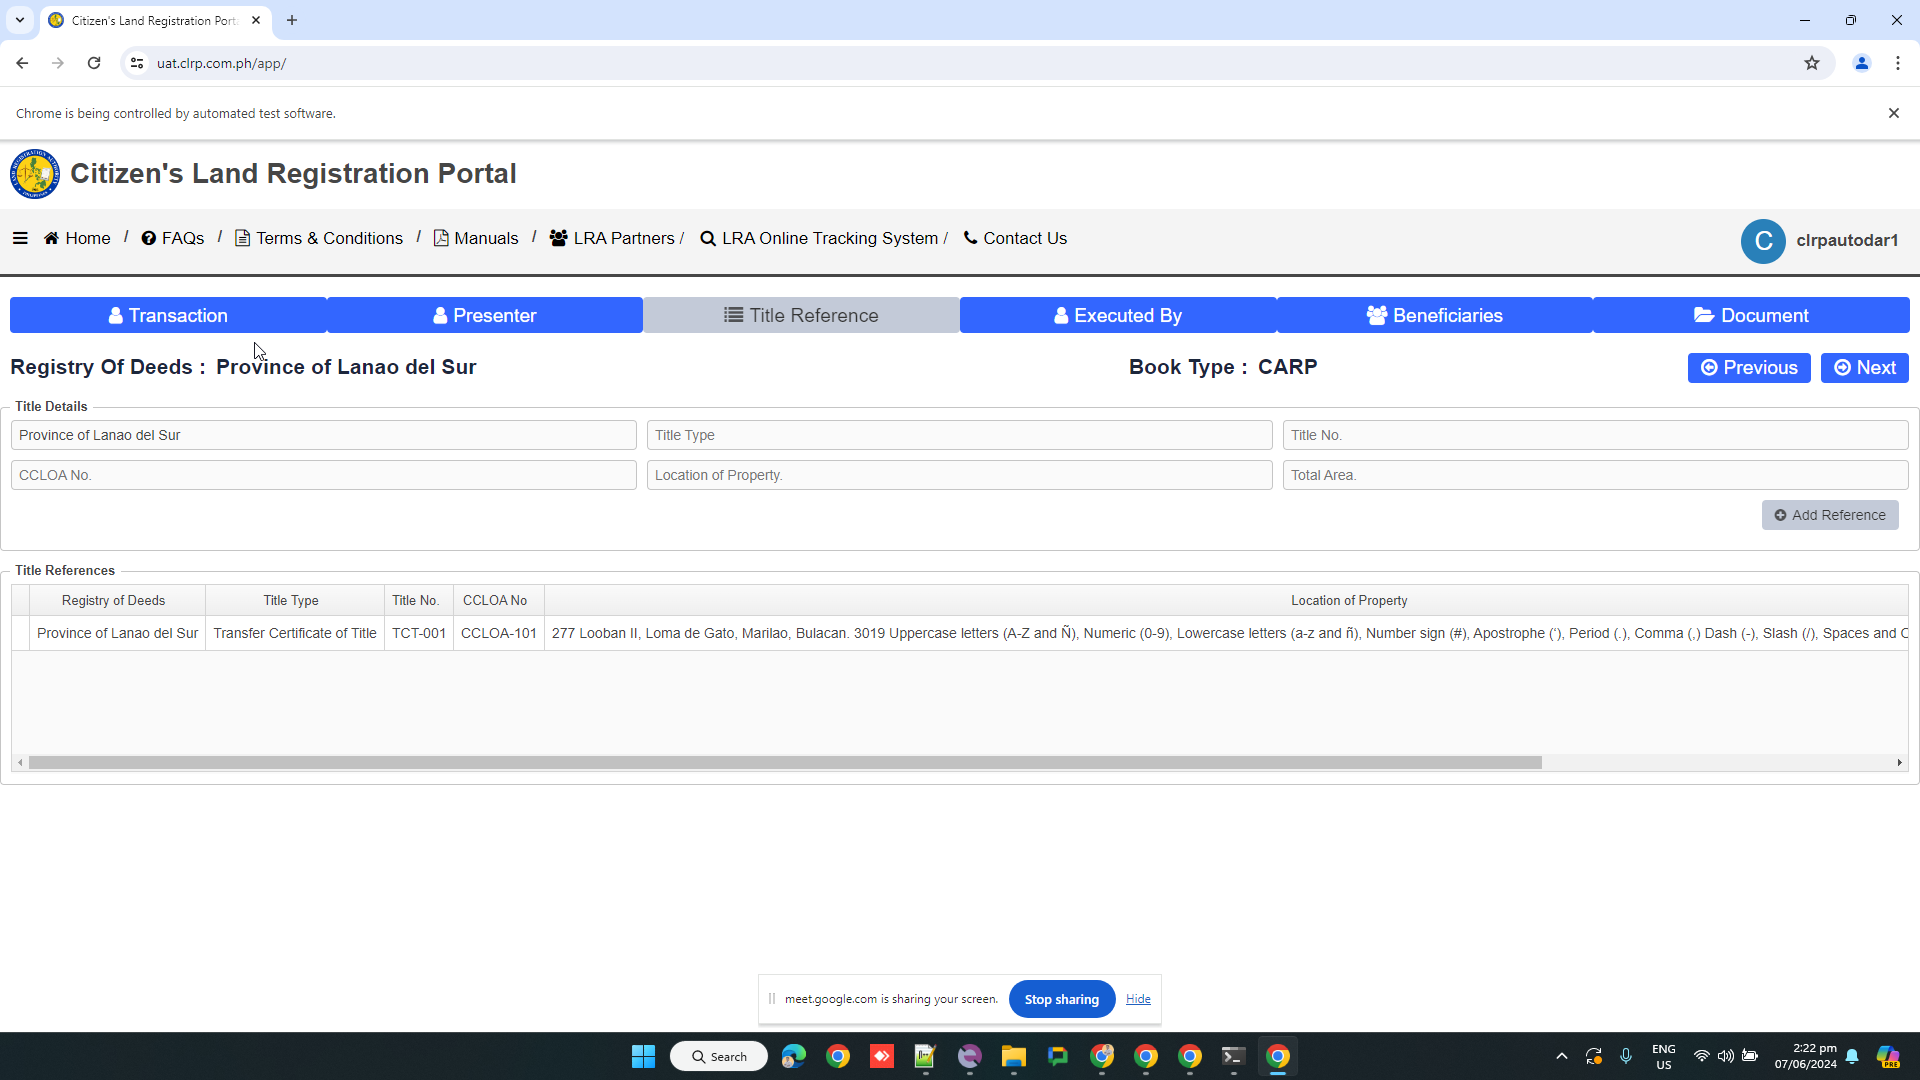 Citizen's Land Registration Port
uat.clrp.com.ph/app/
Chrome is being controlled by automated test software.
Citizen's Land Registration Portal
Home / FAQs / Terms & Conditions / Manuals / LRA Partners / LRA Online Tracking System / Contact Us
C clrpautodar1
Transaction Presenter Title Reference Executed By Beneficiaries Document
Registry Of Deeds : Province of Lanao del Sur Book Type : CARP Previous Next
Title Details
Province of Lanao del Sur Title Type Title No.
CCLOA No. Location of Property. Total Area.
Add Reference
Title References
Registry of Deeds Title Type Title No. CCLOA No Location of Property
Province of Lanao del Sur Transfer Certificate of Title TCT-001 CCLOA-101 277 Looban II, Loma de Gato, Marilao, Bulacan. 3019 Uppercase letters (A-Z and Ñ), Numeric (0-9), Lowercase letters (a-z and ñ), Number sign (#), Apostrophe ('), Period (.), Comma (,) Dash (-), Slash (/), Spaces and
meet.google.com is sharing your screen. Stop sharing Hide
Search
ENG
US
2:22 pm
07/06/2024
PRE